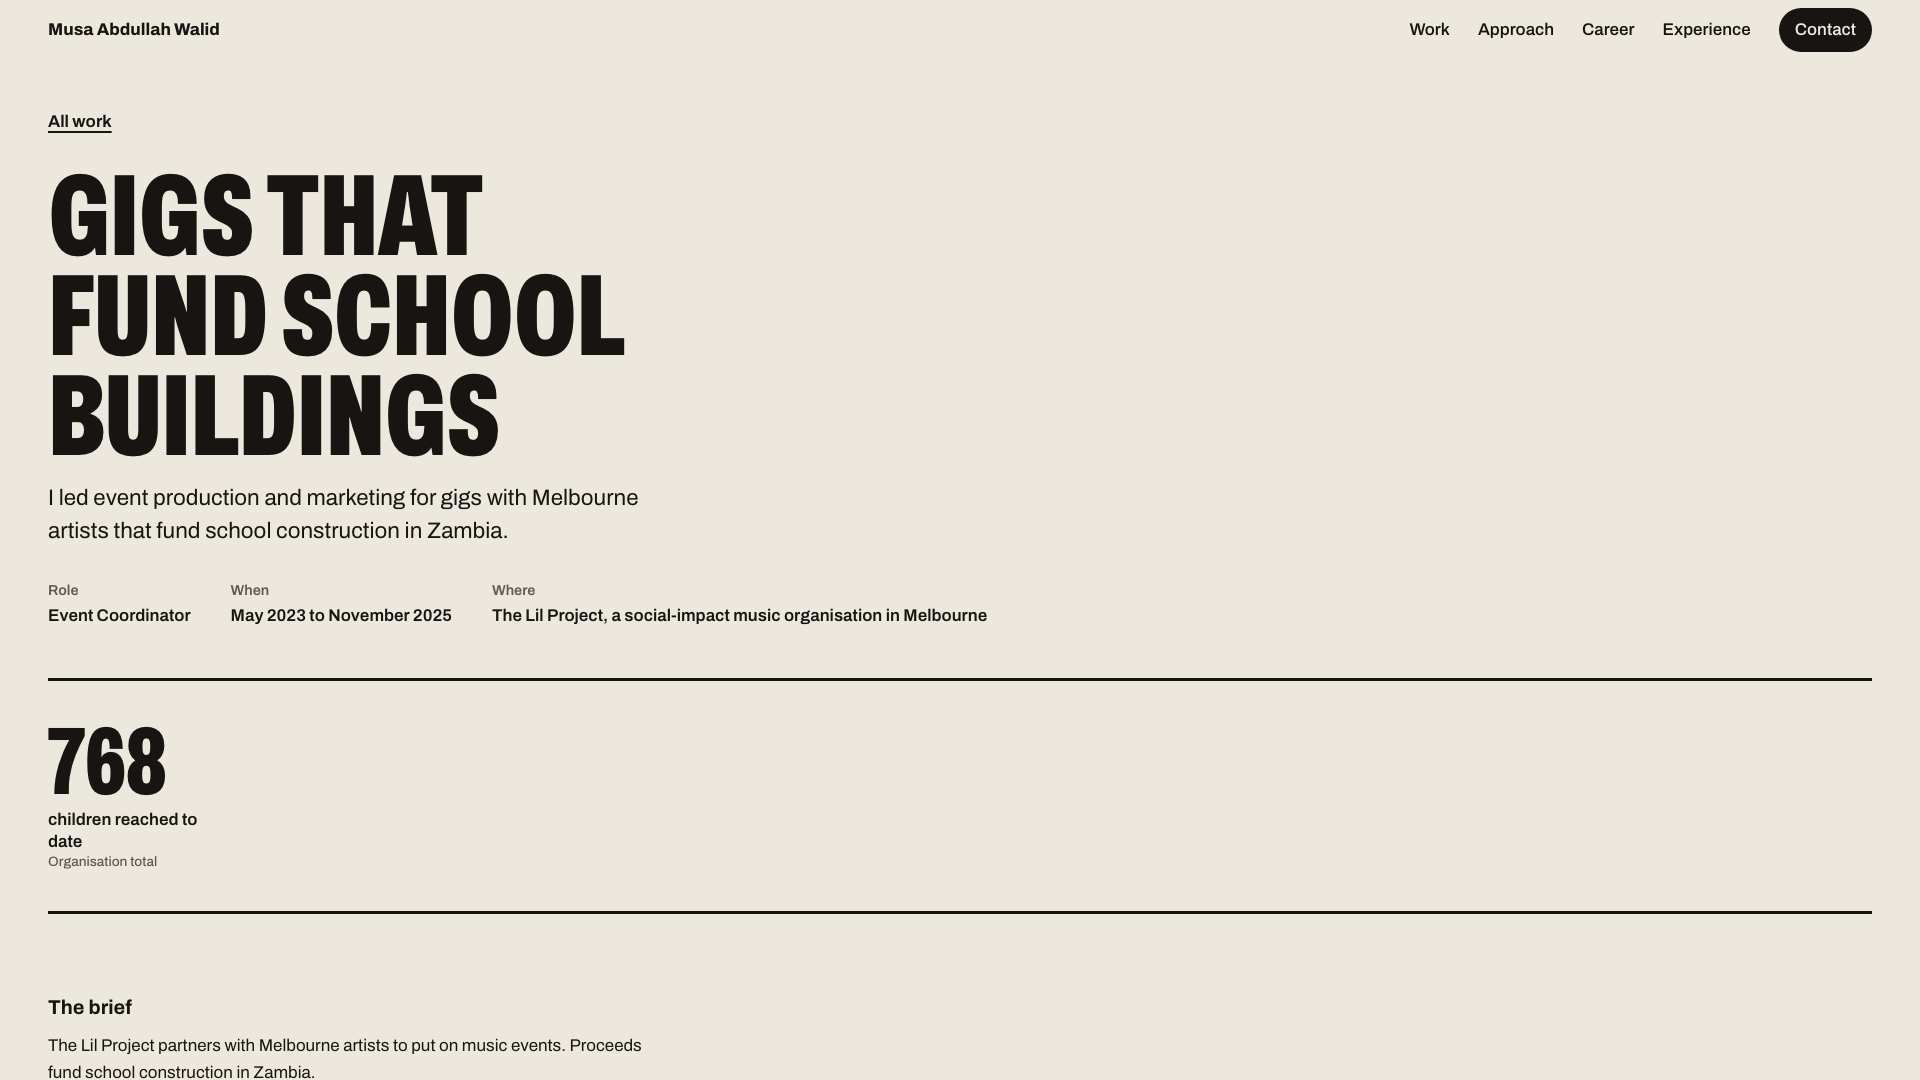 Musa Abdullah Walid
Work
Approach
Career
Experience
Contact
All work
GIGS THAT
FUND SCHOOL
BUILDINGS
I led event production and marketing for gigs with Melbourne
artists that fund school construction in Zambia.
Role
Event Coordinator
When
May 2023 to November 2025
Where
The Lil Project, a social-impact music organisation in Melbourne
768
children reached to
date
Organisation total
The brief
The Lil Project partners with Melbourne artists to put on music events. Proceeds
fund school construction in Zambia.